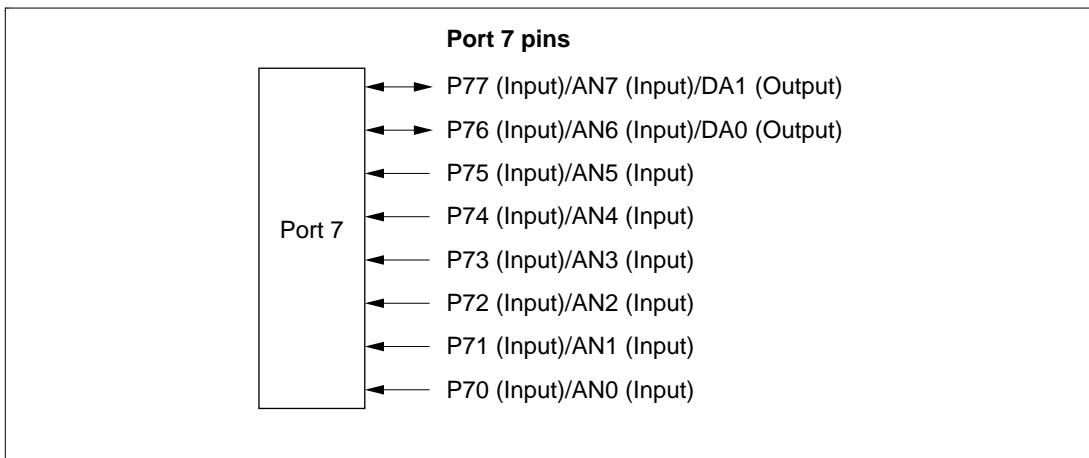 Port 7 pins
P77 (Input)/AN7 (Input)/DA1 (Output)
P76 (Input)/AN6 (Input)/DA0 (Output)
P75 (Input)/AN5 (Input)
P74 (Input)/AN4 (Input)
Port 7
P73 (Input)/AN3 (Input)
P72 (Input)/AN2 (Input)
P71 (Input)/AN1 (Input)
P70 (Input)/AN0 (Input)